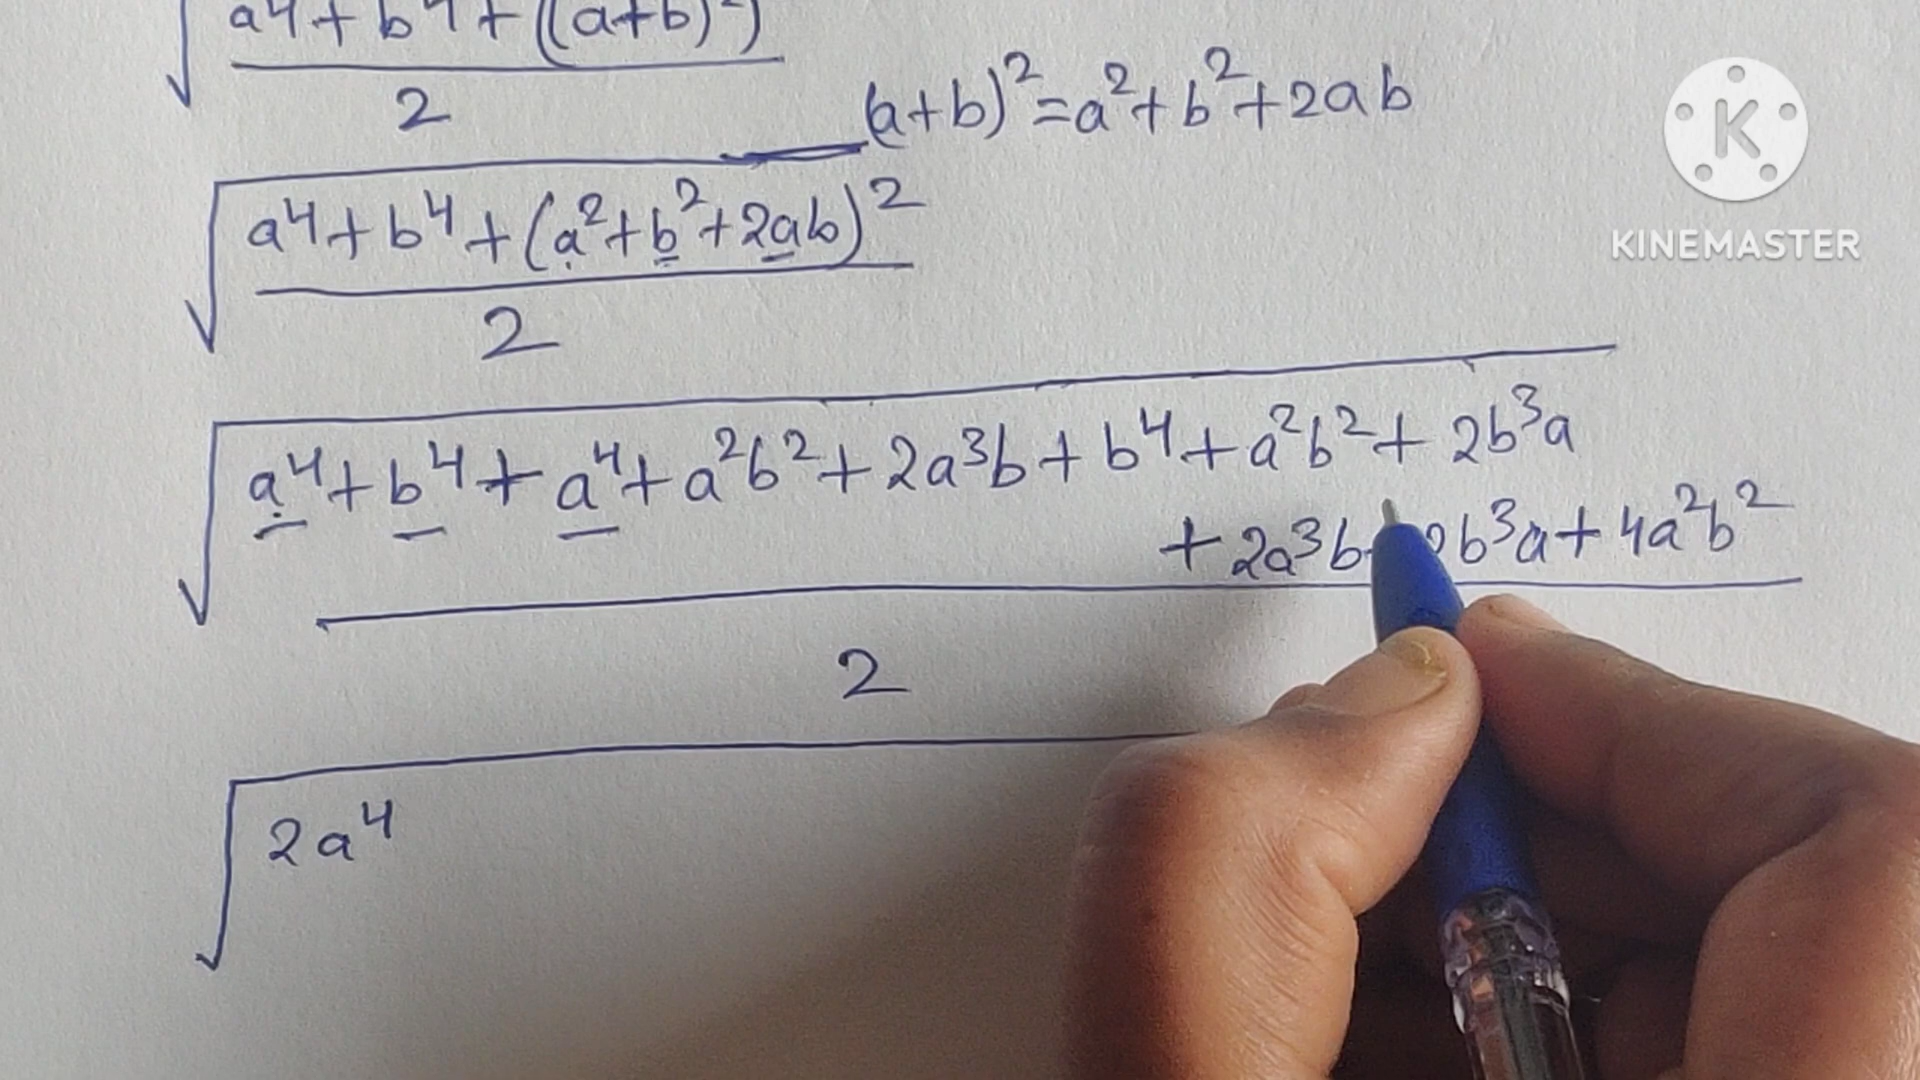 √(a⁴+b⁴+((a+b)²)
2
(a+b)²=a²+b²+2ab
√(a⁴+b⁴+(a²+b²+2ab)²
2
√(a⁴+b⁴+a⁴+a²b²+2a³b+b⁴+a²b²+2b³a
+2a³b 2b³a+4a²b²
2
√2a⁴
K
KINEMASTER